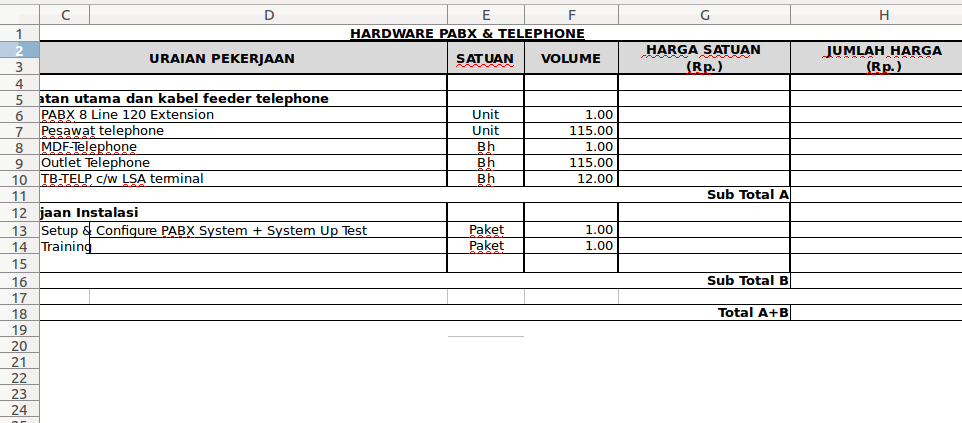 C D E F G H
1 HARDWARE PABX & TELEPHONE
2 URAIAN PEKERJAAN SATUAN VOLUME HARGA SATUAN JUMLAH HARGA
3 (Rp.) (Rp.)
4
5 atan utama dan kabel feeder telephone
6 PABX 8 Line 120 Extension Unit 1.00
7 Pesawat telephone Unit 115.00
8 MDF-Telephone Bh 1.00
9 Outlet Telephone Bh 115.00
10 TB-TELP c/w LSA terminal Bh 12.00
11 Sub Total A
12 jaan Instalasi
13 Setup & Configure PABX System + System Up Test Paket 1.00
14 Training Paket 1.00
15
16 Sub Total B
17
18 Total A+B
19
20
21
22
23
24